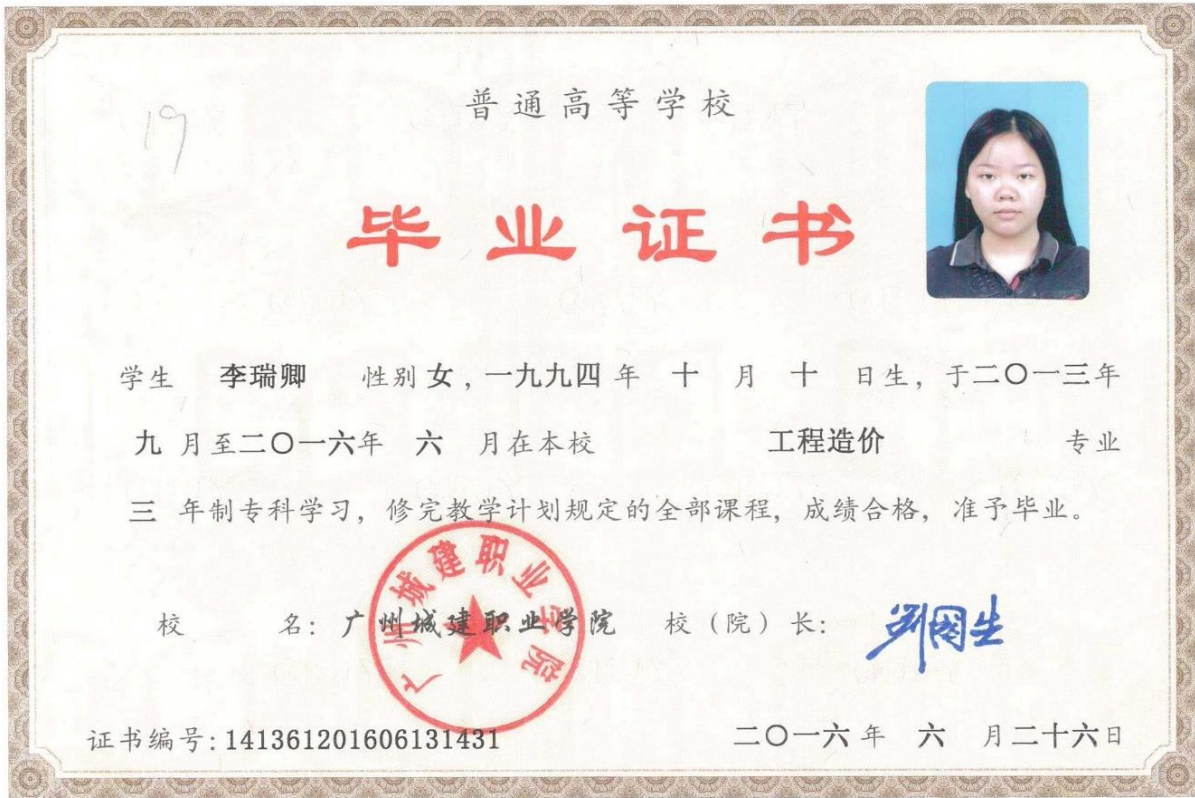 19
普通高等学校
毕业证书
学生 李瑞卿 性别 女，一九九四 年 十 月 十 日生，于二〇一三年
九 月至二〇一六年 六 月在本校 工程造价 专业
三 年制专科学习，修完教学计划规定的全部课程，成绩合格，准予毕业。
广州城建职业学院
校 名：广州城建职业学院 校（院）长：
证书编号：141361201606131431 二〇一六 年 六 月二十六日